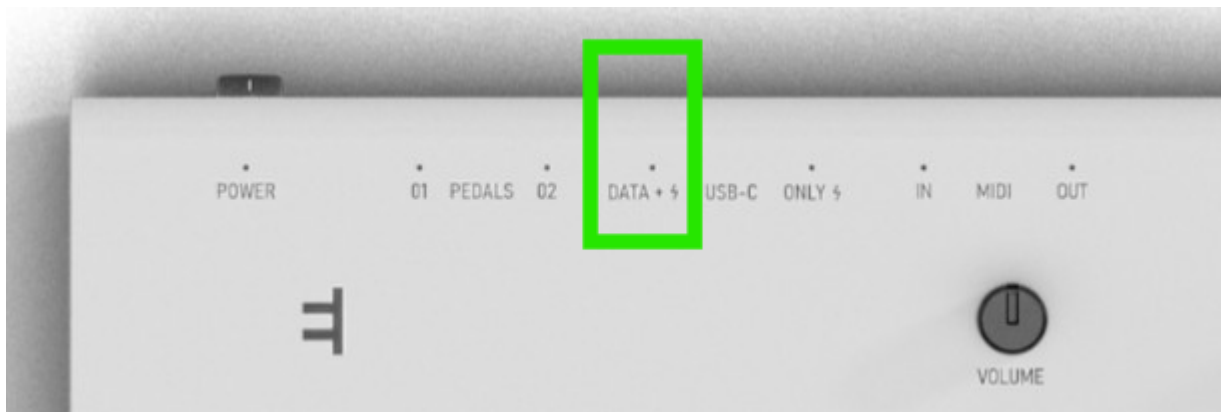 POWER 01 PEDALS 02 DATA + ϟ USB-C ONLY ϟ IN MIDI OUT
VOLUME